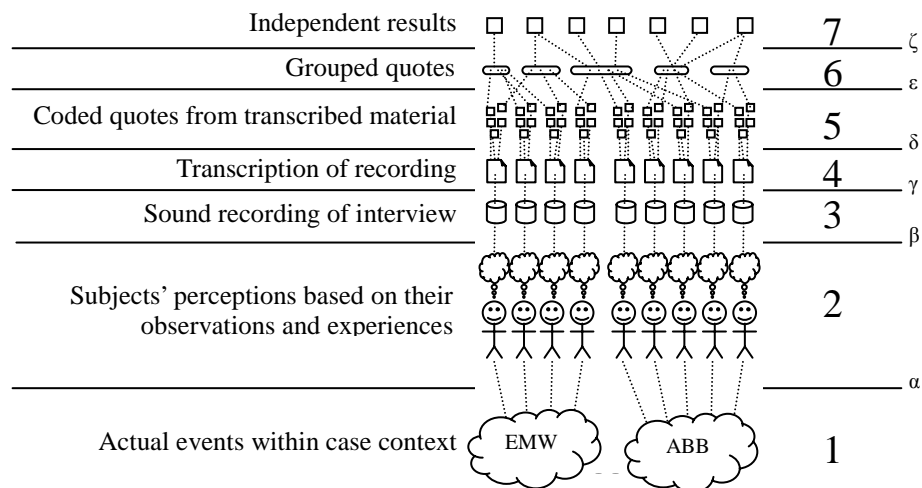 Independent results 7
ζ
Grouped quotes 6
ε
Coded quotes from transcribed material 5
δ
Transcription of recording 4
γ
Sound recording of interview 3
β
Subjects’ perceptions based on their
observations and experiences 2
α
Actual events within case context EMW ABB 1